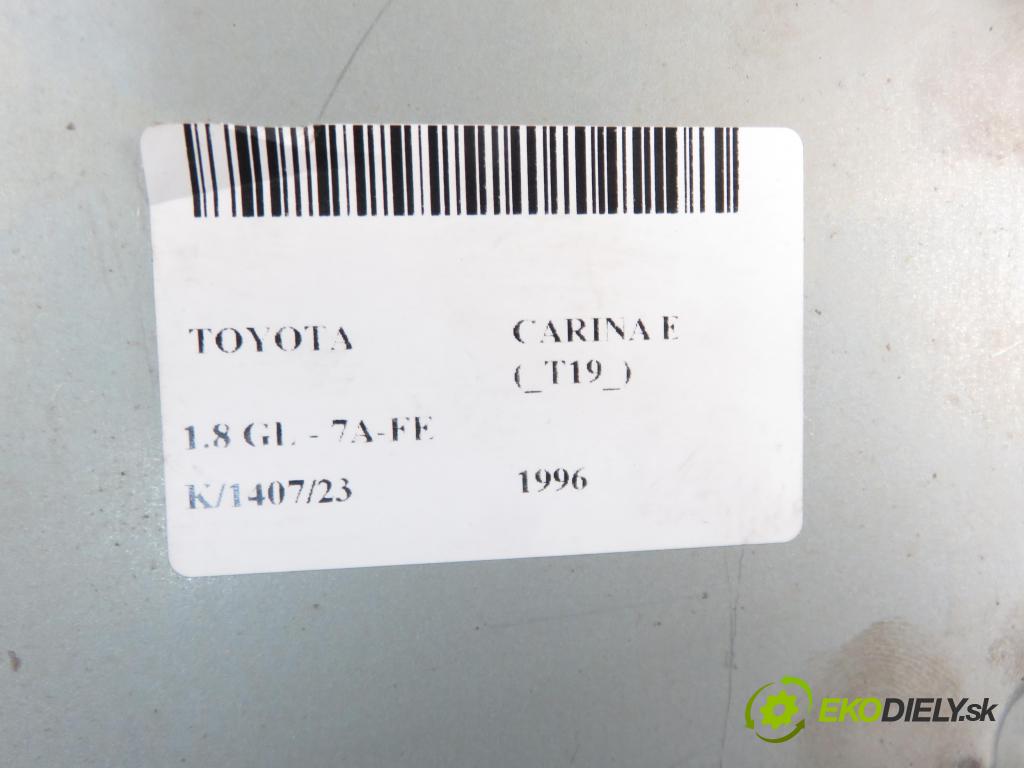 TOYOTA CARINA E
(_T19_)
1.8 GL - 7A-FE
K/1407/23 1996
EKODIELY.sk